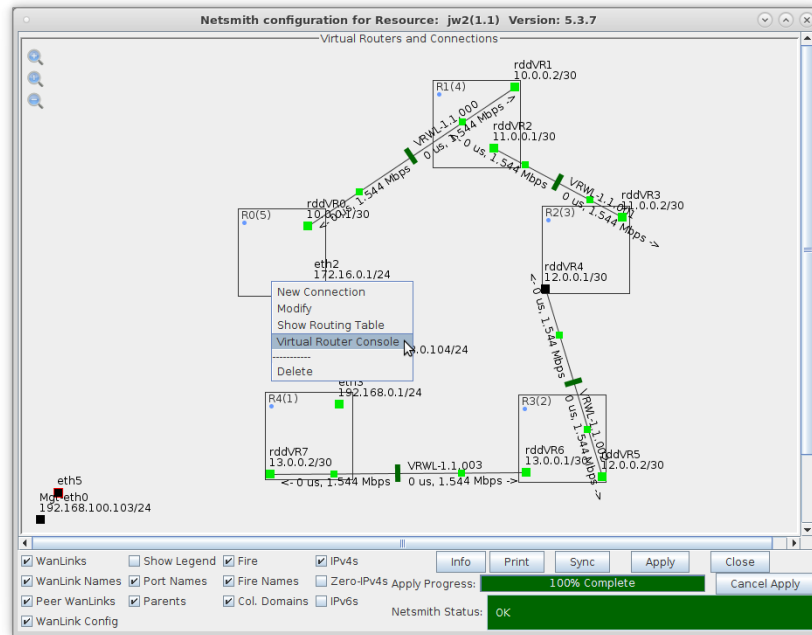 Netsmith configuration for Resource: jw2(1.1) Version: 5.3.7
Virtual Routers and Connections
rddVR1
10.0.0.2/30
R1(4)
VRWL-1.1.000
0 us, 1.544 Mbps ->
<- 0 us, 1.544 Mbps
rddVR2
11.0.0.1/30
<- 0 us, 1.544 Mbps
VRWL-1.1.001
0 us, 1.544 Mbps ->
rddVR3
11.0.0.2/30
rddVR0
10.0.0.1/30
R0(5)
R2(3)
eth2
172.16.0.1/24
rddVR4
12.0.0.1/30
<- 0 us, 1.544 Mbps
New Connection
Modify
Show Routing Table
Virtual Router Console
-----------
Delete
.0.104/24
eth3
192.168.0.1/24
R4(1)
R3(2)
0 us, 1.544 Mbps ->
rddVR7
13.0.0.2/30
VRWL-1.1.003
<- 0 us, 1.544 Mbps
0 us, 1.544 Mbps ->
rddVR6
13.0.0.1/30
rddVR5
12.0.0.2/30
eth5
192.168.100.103/24
WanLinks
Show Legend
Fire
IPv4s
Info
Print
Sync
Apply
Close
WanLink Names
Port Names
Fire Names
Zero-IPv4s
Apply Progress:
100% Complete
Cancel Apply
Peer WanLinks
Parents
Col. Domains
IPv6s
Netsmith Status:
OK
WanLink Config